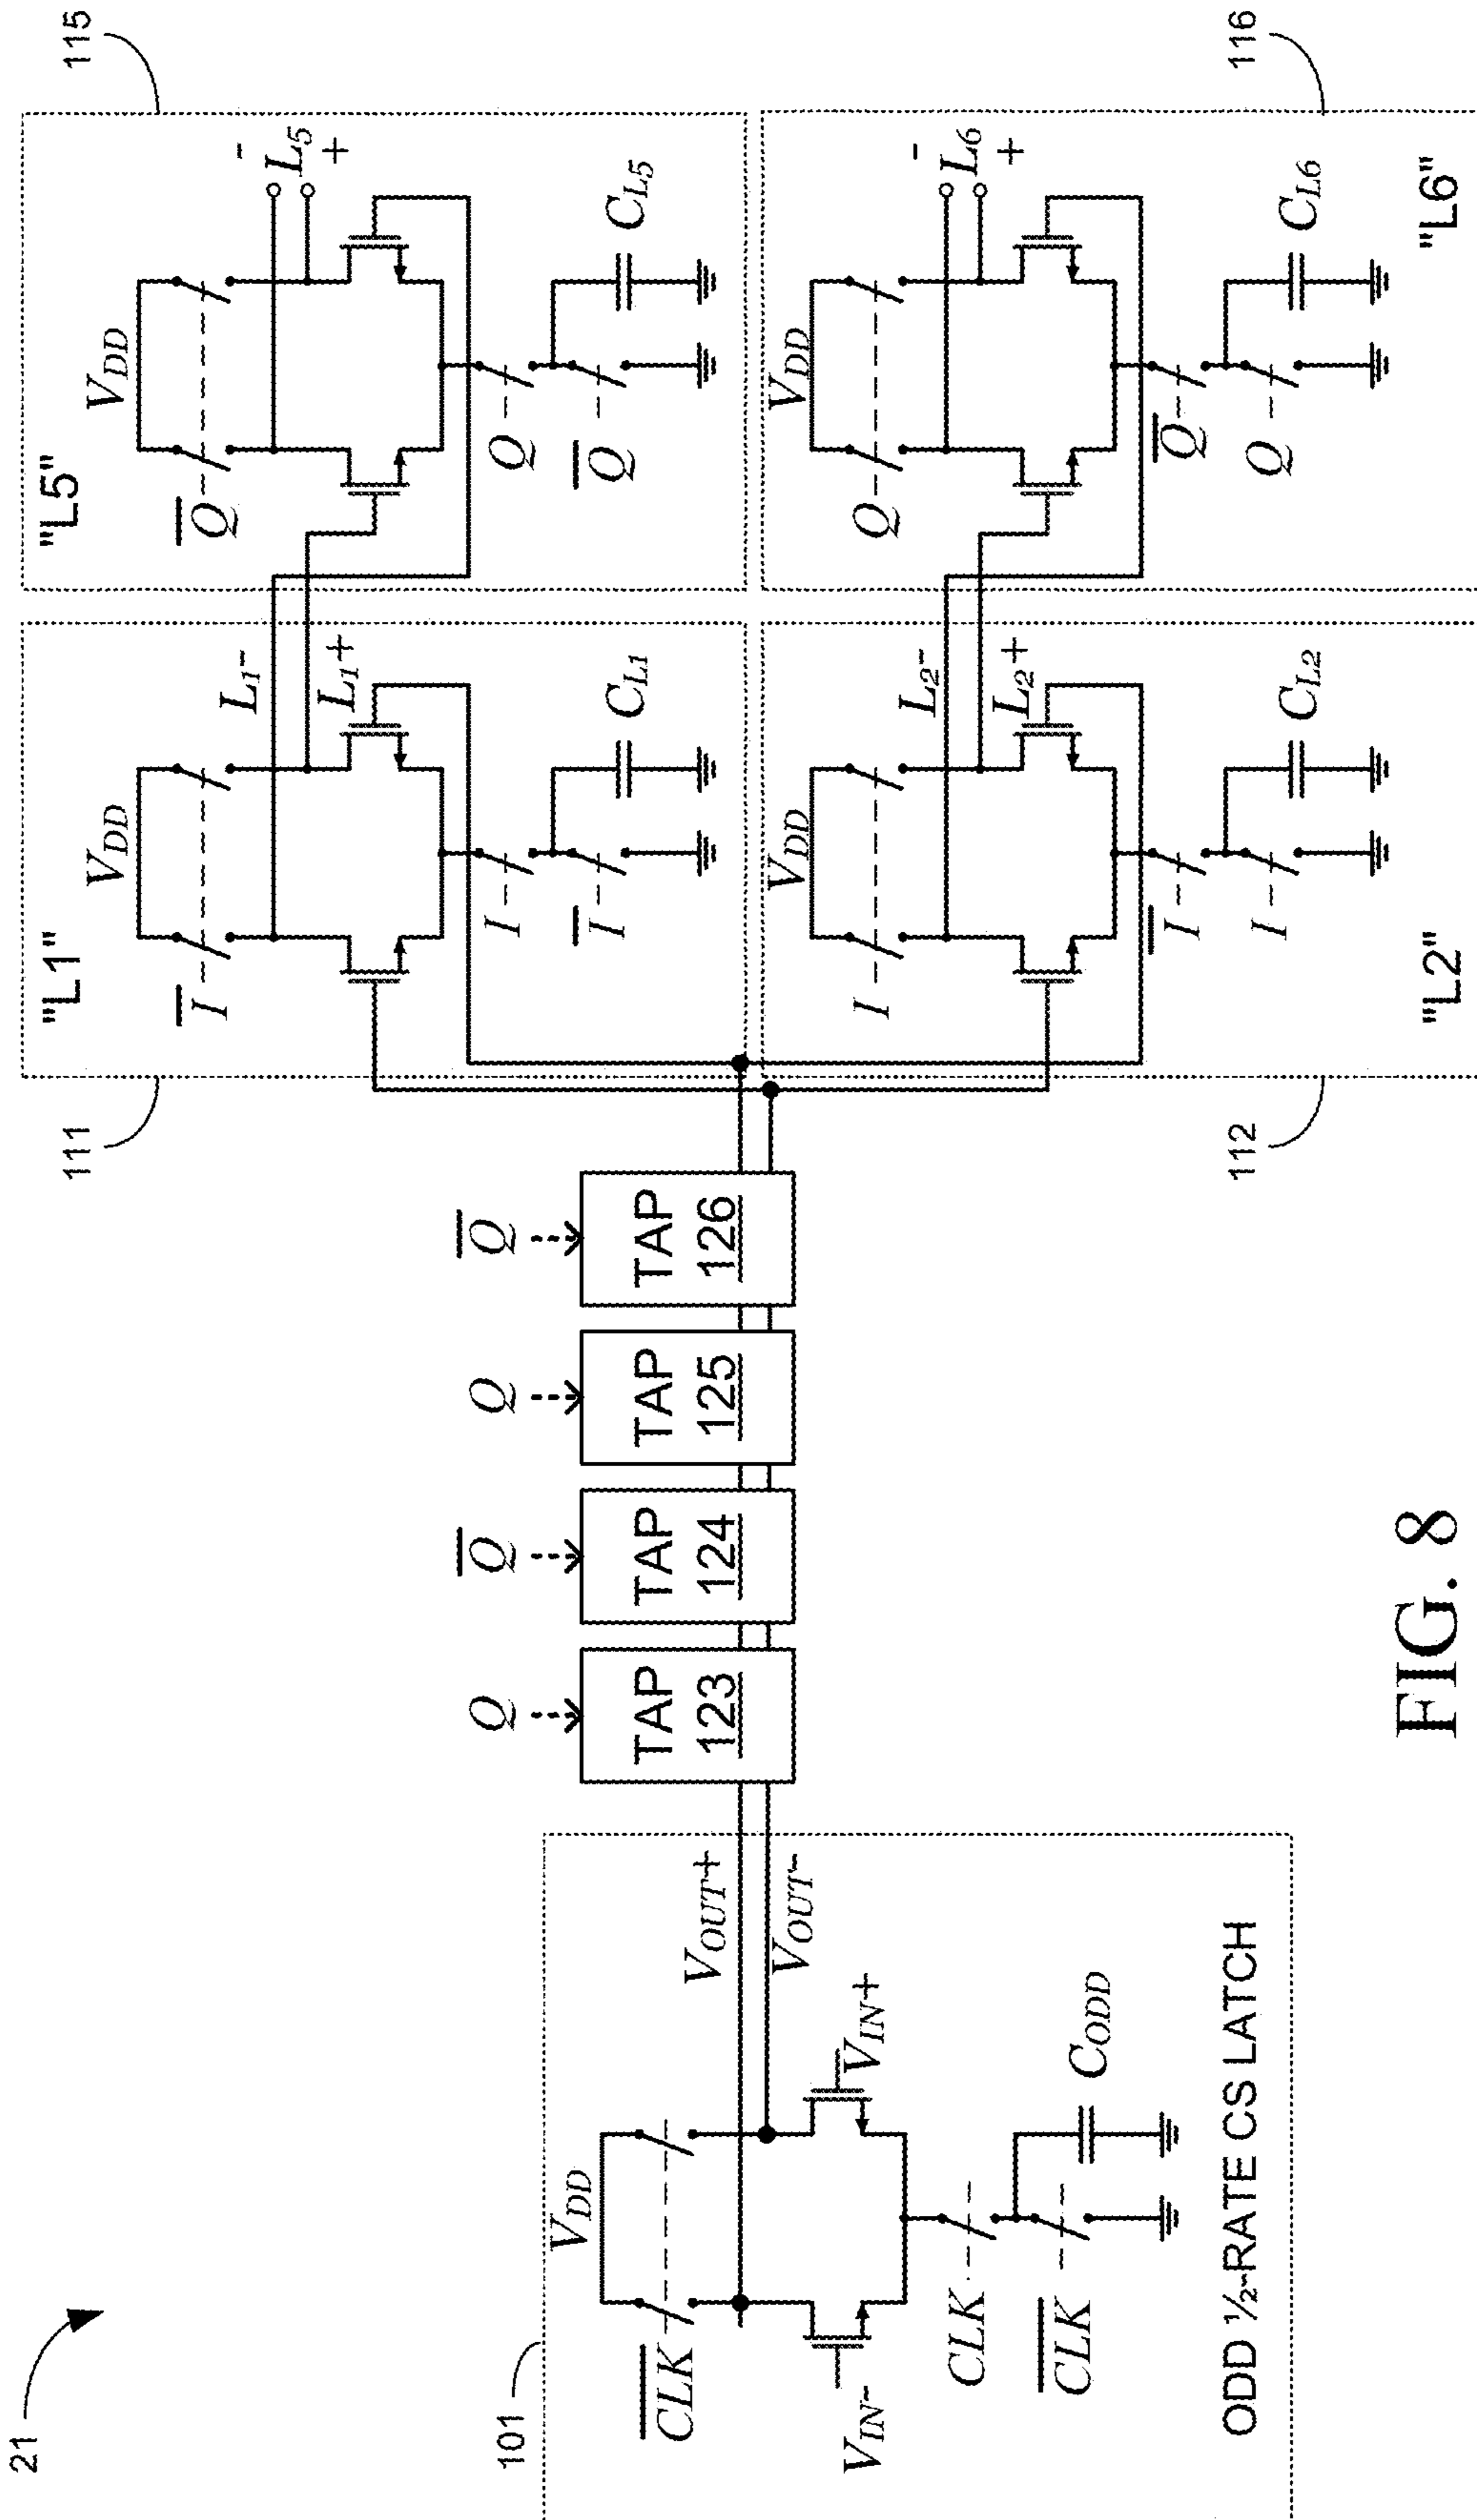 21
101
V_DD
C̅L̅K̅
V_OUT+
V_OUT-
V_IN-
V_IN+
CLK
C̅L̅K̅
C_ODD
ODD ½-RATE CS LATCH
Q
TAP
123
Q̅
TAP
124
Q
TAP
125
Q̅
TAP
126
111
"L1"
V_DD
I̅
L₁-
L₁+
I
I̅
C_L1
112
V_DD
I
L₂-
L₂+
I̅
I
C_L2
"L2"
115
"L5"
V_DD
Q̅
-
L₅
+
Q
Q̅
C_L5
116
V_DD
Q
-
L₆
+
Q̅
Q
C_L6
"L6"
FIG. 8